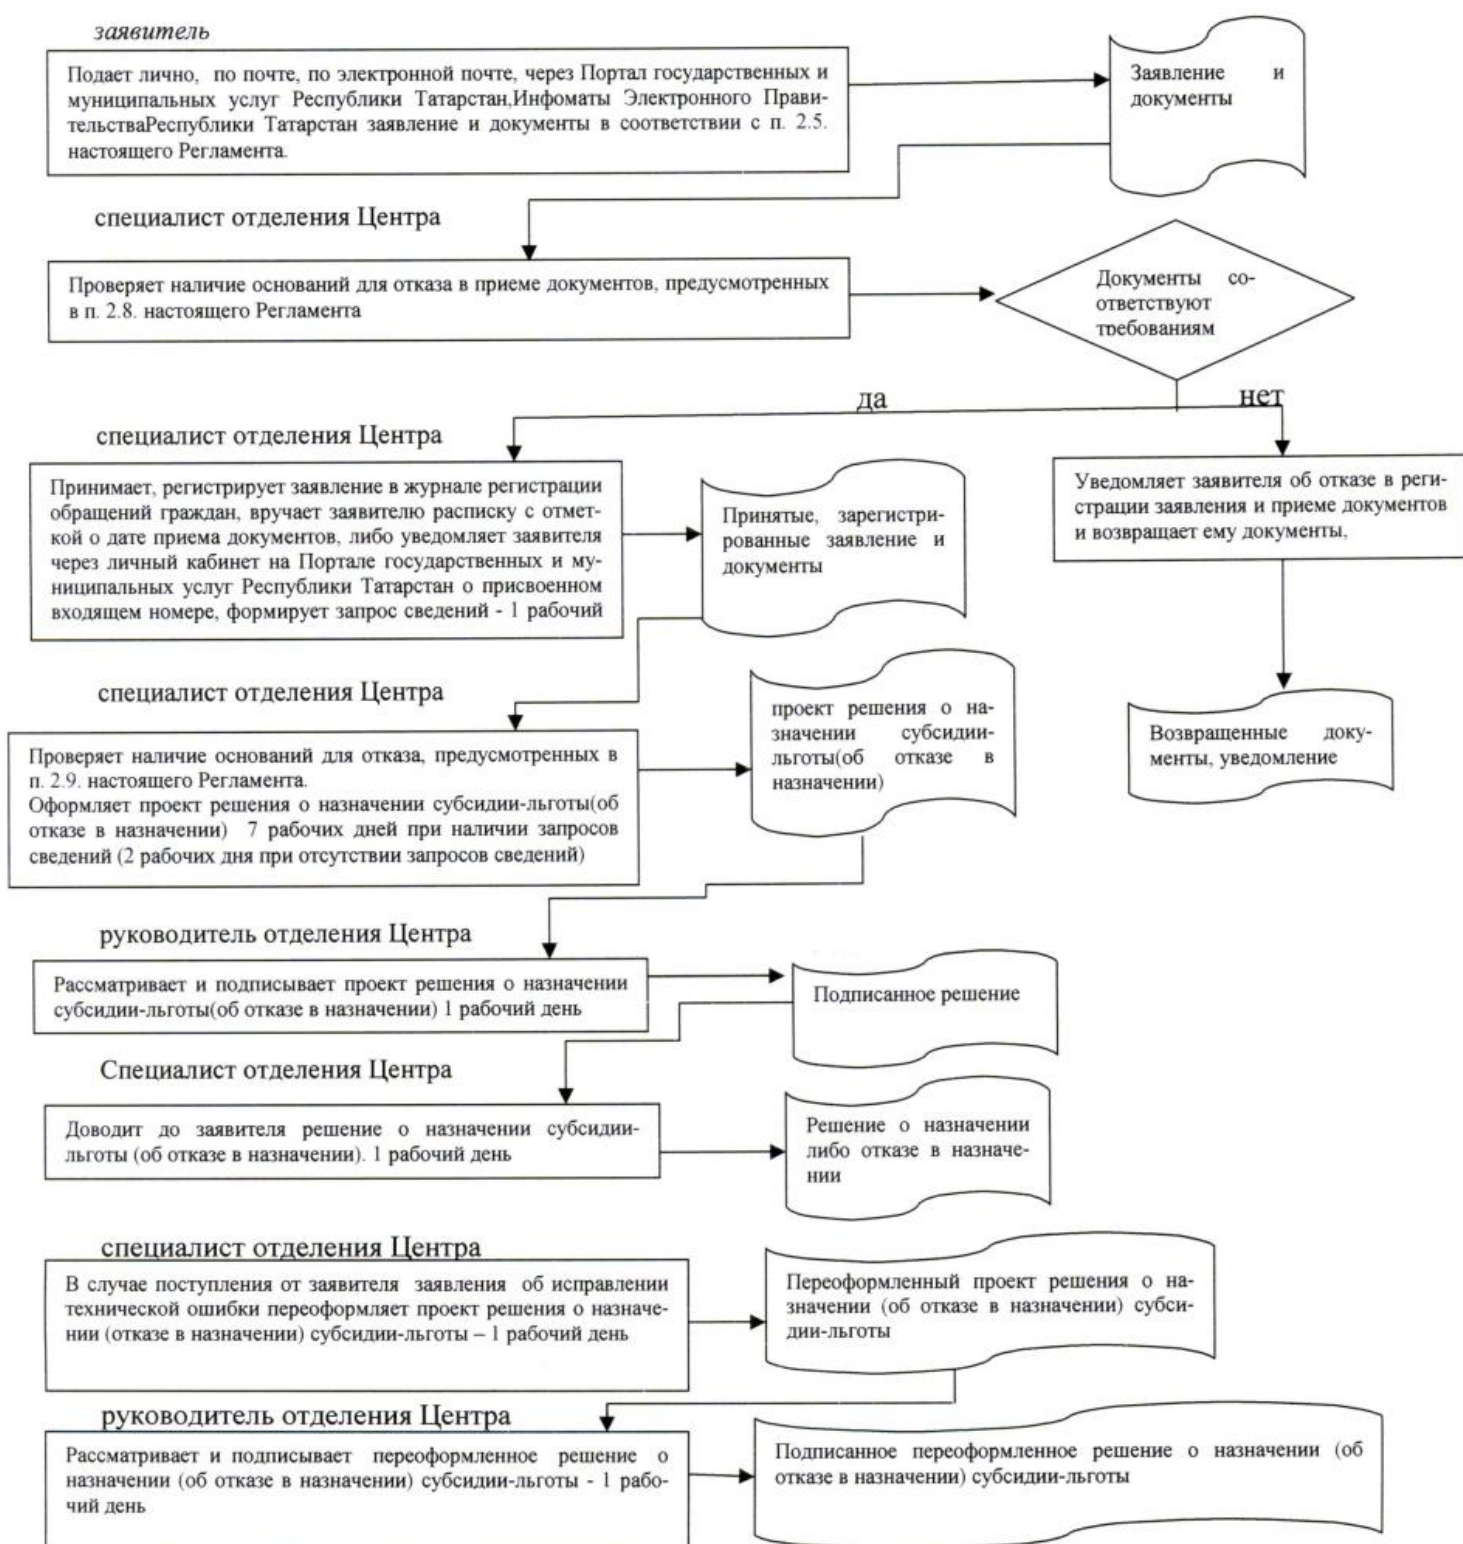 заявитель
Подает лично, по почте, по электронной почте, через Портал государственных и
муниципальных услуг Республики Татарстан,Инфоматы Электронного Прави-
тельстваРеспублики Татарстан заявление и документы в соответствии с п. 2.5.
настоящего Регламента.
Заявление и
документы
специалист отделения Центра
Проверяет наличие оснований для отказа в приеме документов, предусмотренных
в п. 2.8. настоящего Регламента
Документы со-
ответствуют
требованиям
да
нет
специалист отделения Центра
Принимает, регистрирует заявление в журнале регистрации
обращений граждан, вручает заявителю расписку с отмет-
кой о дате приема документов, либо уведомляет заявителя
через личный кабинет на Портале государственных и му-
ниципальных услуг Республики Татарстан о присвоенном
входящем номере, формирует запрос сведений - 1 рабочий
Принятые, зарегистри-
рованные заявление и
документы
Уведомляет заявителя об отказе в реги-
страции заявления и приеме документов
и возвращает ему документы,
специалист отделения Центра
Проверяет наличие оснований для отказа, предусмотренных в
п. 2.9. настоящего Регламента.
Оформляет проект решения о назначении субсидии-льготы(об
отказе в назначении) 7 рабочих дней при наличии запросов
сведений (2 рабочих дня при отсутствии запросов сведений)
проект решения о на-
значении субсидии-
льготы(об отказе в
назначении)
Возвращенные доку-
менты, уведомление
руководитель отделения Центра
Рассматривает и подписывает проект решения о назначении
субсидии-льготы(об отказе в назначении) 1 рабочий день
Подписанное решение
Специалист отделения Центра
Доводит до заявителя решение о назначении субсидии-
льготы (об отказе в назначении). 1 рабочий день
Решение о назначении
либо отказе в назначе-
нии
специалист отделения Центра
В случае поступления от заявителя заявления об исправлении
технической ошибки переоформляет проект решения о назначе-
нии (отказе в назначении) субсидии-льготы – 1 рабочий день
Переоформленный проект решения о на-
значении (об отказе в назначении) субси-
дии-льготы
руководитель отделения Центра
Рассматривает и подписывает переоформленное решение о
назначении (об отказе в назначении) субсидии-льготы - 1 рабо-
чий день
Подписанное переоформленное решение о назначении (об
отказе в назначении) субсидии-льготы